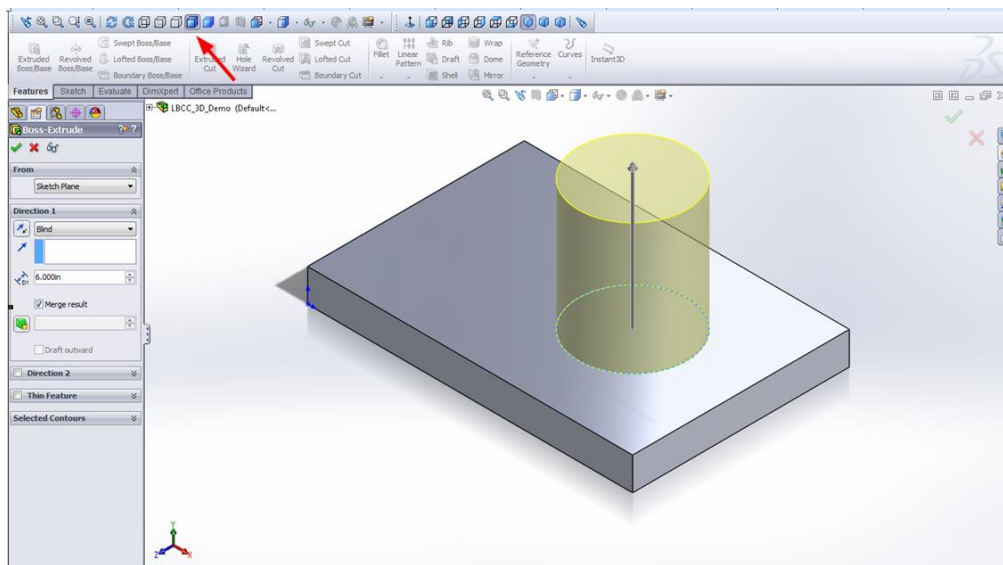 Extruded Boss/Base
Revolved Boss/Base
Swept Boss/Base
Lofted Boss/Base
Boundary Boss/Base
Extruded Cut
Hole Wizard
Revolved Cut
Swept Cut
Lofted Cut
Boundary Cut
Fillet
Linear Pattern
Rib
Draft
Shell
Wrap
Dome
Mirror
Reference Geometry
Curves
Instant3D
Features Sketch Evaluate DimXpert Office Products
LBCC_3D_Demo (Default<...
Boss-Extrude
From
Sketch Plane
Direction 1
Blind
D1
6.000in
Merge result
Draft outward
Direction 2
Thin Feature
Selected Contours
Y
Z X